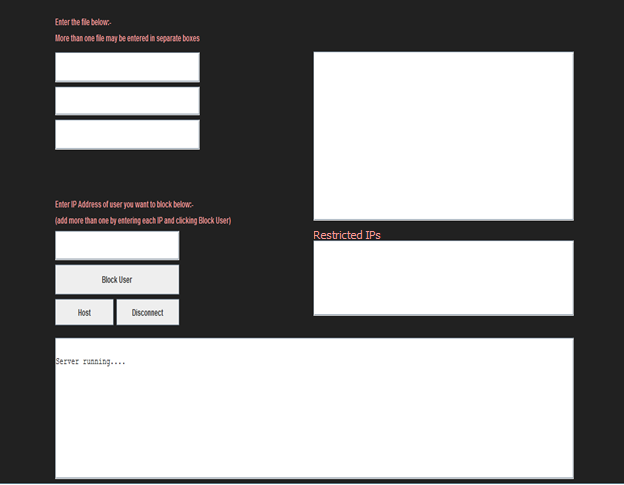 Enter the file below:-
More than one file may be entered in separate boxes
Enter IP Address of user you want to block below:-
(add more than one by entering each IP and clicking Block User)
Restricted IPs
Block User
Host Disconnect
Server running....